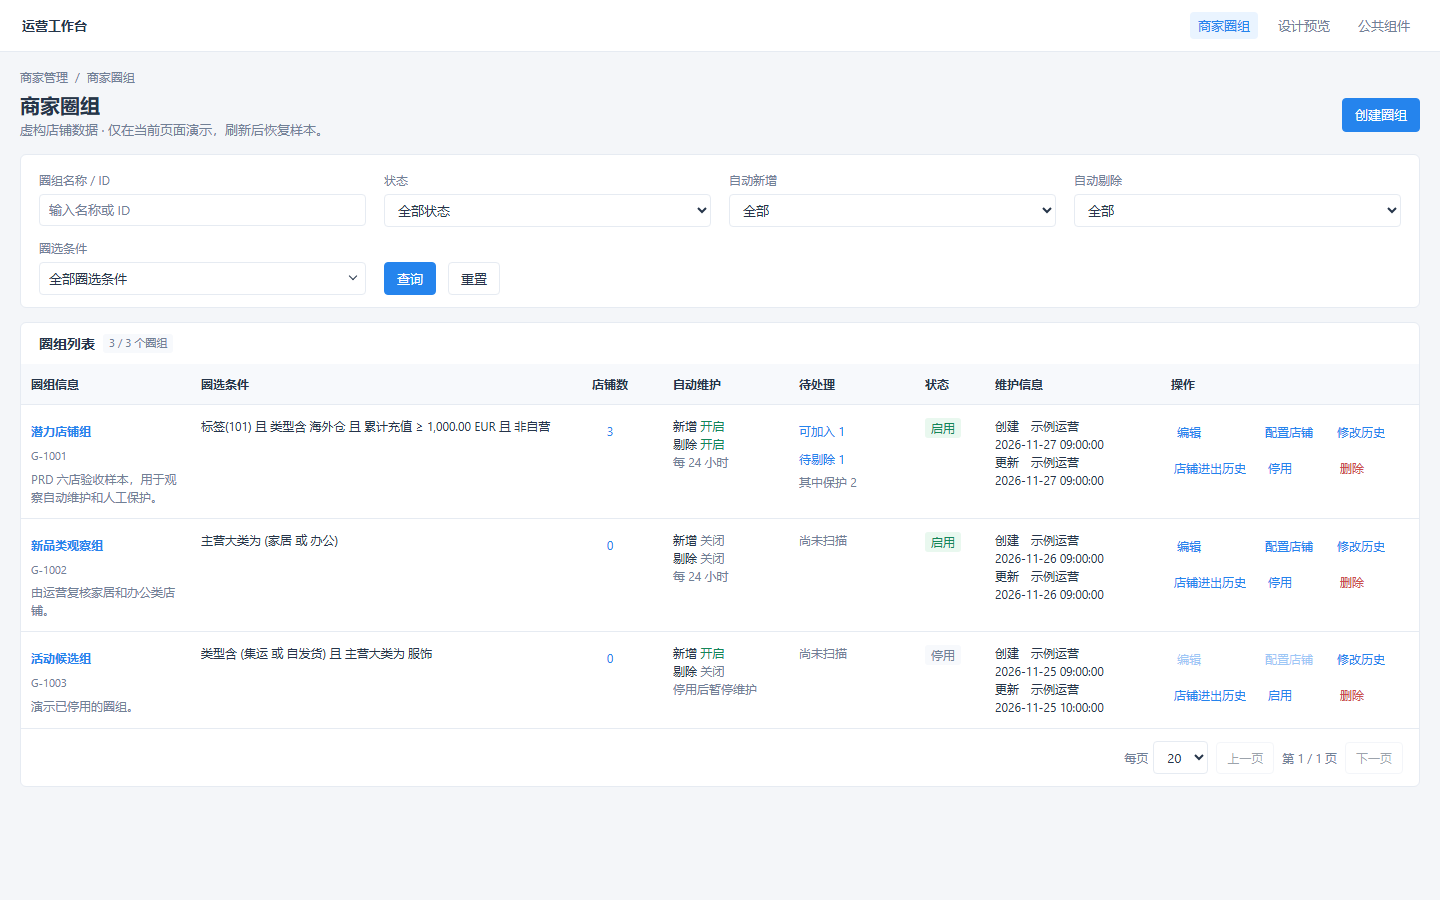 运营工作台
商家圈组 设计预览 公共组件
商家管理 / 商家圈组
商家圈组
虚构店铺数据 · 仅在当前页面演示，刷新后恢复样本。
创建圈组
圈组名称 / ID 状态 自动新增 自动剔除
输入名称或 ID 全部状态 全部 全部
圈选条件
全部圈选条件 查询 重置
圈组列表 3 / 3 个圈组
圈组信息 圈选条件 店铺数 自动维护 待处理 状态 维护信息 操作
潜力店铺组
G-1001
PRD 六店验收样本，用于观
察自动维护和人工保护。
标签(101) 且 类型含 海外仓 且 累计充值 ≥ 1,000.00 EUR 且 非自营
3
新增 开启
剔除 开启
每 24 小时
可加入 1
待剔除 1
其中保护 2
启用
创建 示例运营
2026-11-27 09:00:00
更新 示例运营
2026-11-27 09:00:00
编辑 配置店铺 修改历史
店铺进出历史 停用 删除
新品类观察组
G-1002
由运营复核家居和办公类店
铺。
主营大类为 (家居 或 办公)
0
新增 关闭
剔除 关闭
每 24 小时
尚未扫描
启用
创建 示例运营
2026-11-26 09:00:00
更新 示例运营
2026-11-26 09:00:00
编辑 配置店铺 修改历史
店铺进出历史 停用 删除
活动候选组
G-1003
演示已停用的圈组。
类型含 (集运 或 自发货) 且 主营大类为 服饰
0
新增 开启
剔除 关闭
停用后暂停维护
尚未扫描
停用
创建 示例运营
2026-11-25 09:00:00
更新 示例运营
2026-11-25 10:00:00
编辑 配置店铺 修改历史
店铺进出历史 启用 删除
每页 20 上一页 第 1 / 1 页 下一页